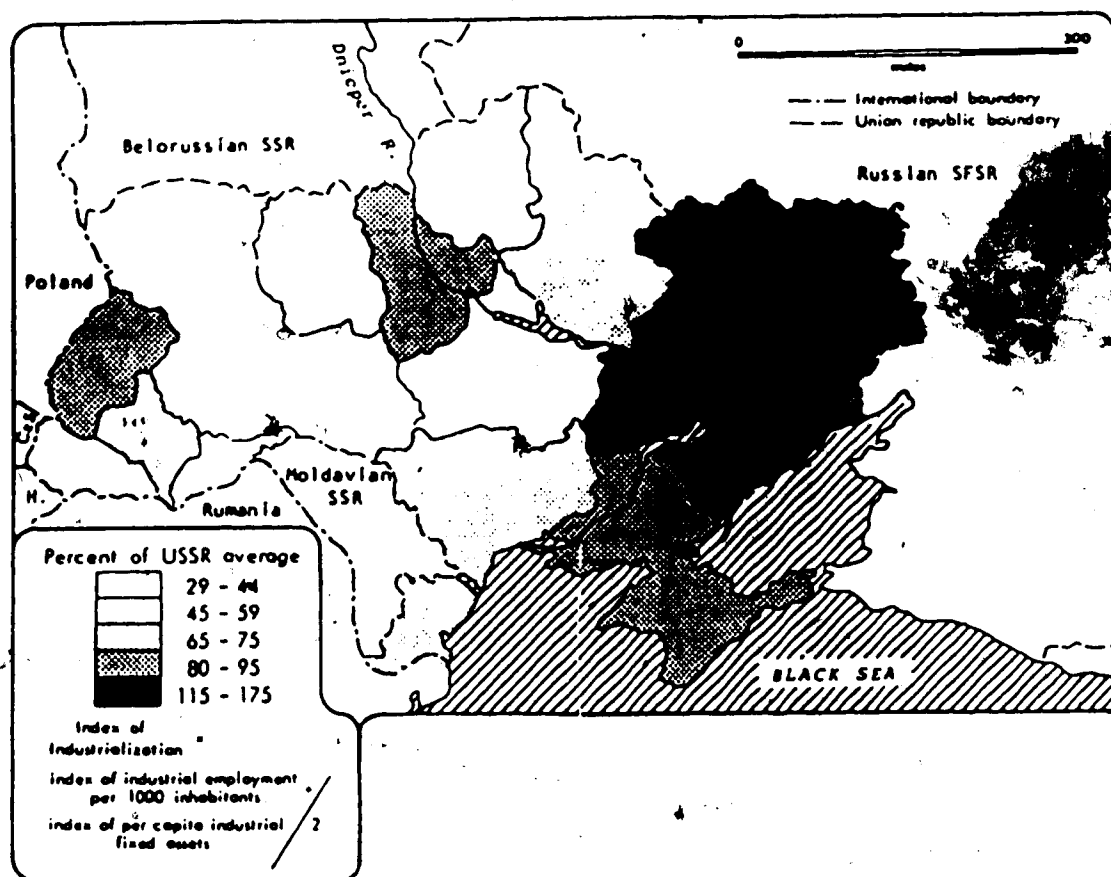 0 300
miles
International boundary
Union republic boundary
Dnieper R.
Belorussian SSR
Russian SFSR
Poland
Moldavian
SSR
H.
Rumania
Percent of USSR average
29 - 44
45 - 59
65 - 75
80 - 95
115 - 175
BLACK SEA
Index of
Industrialization =
index of industrial employment
per 1000 inhabitants
index of per capita industrial
fixed assets
/ 2